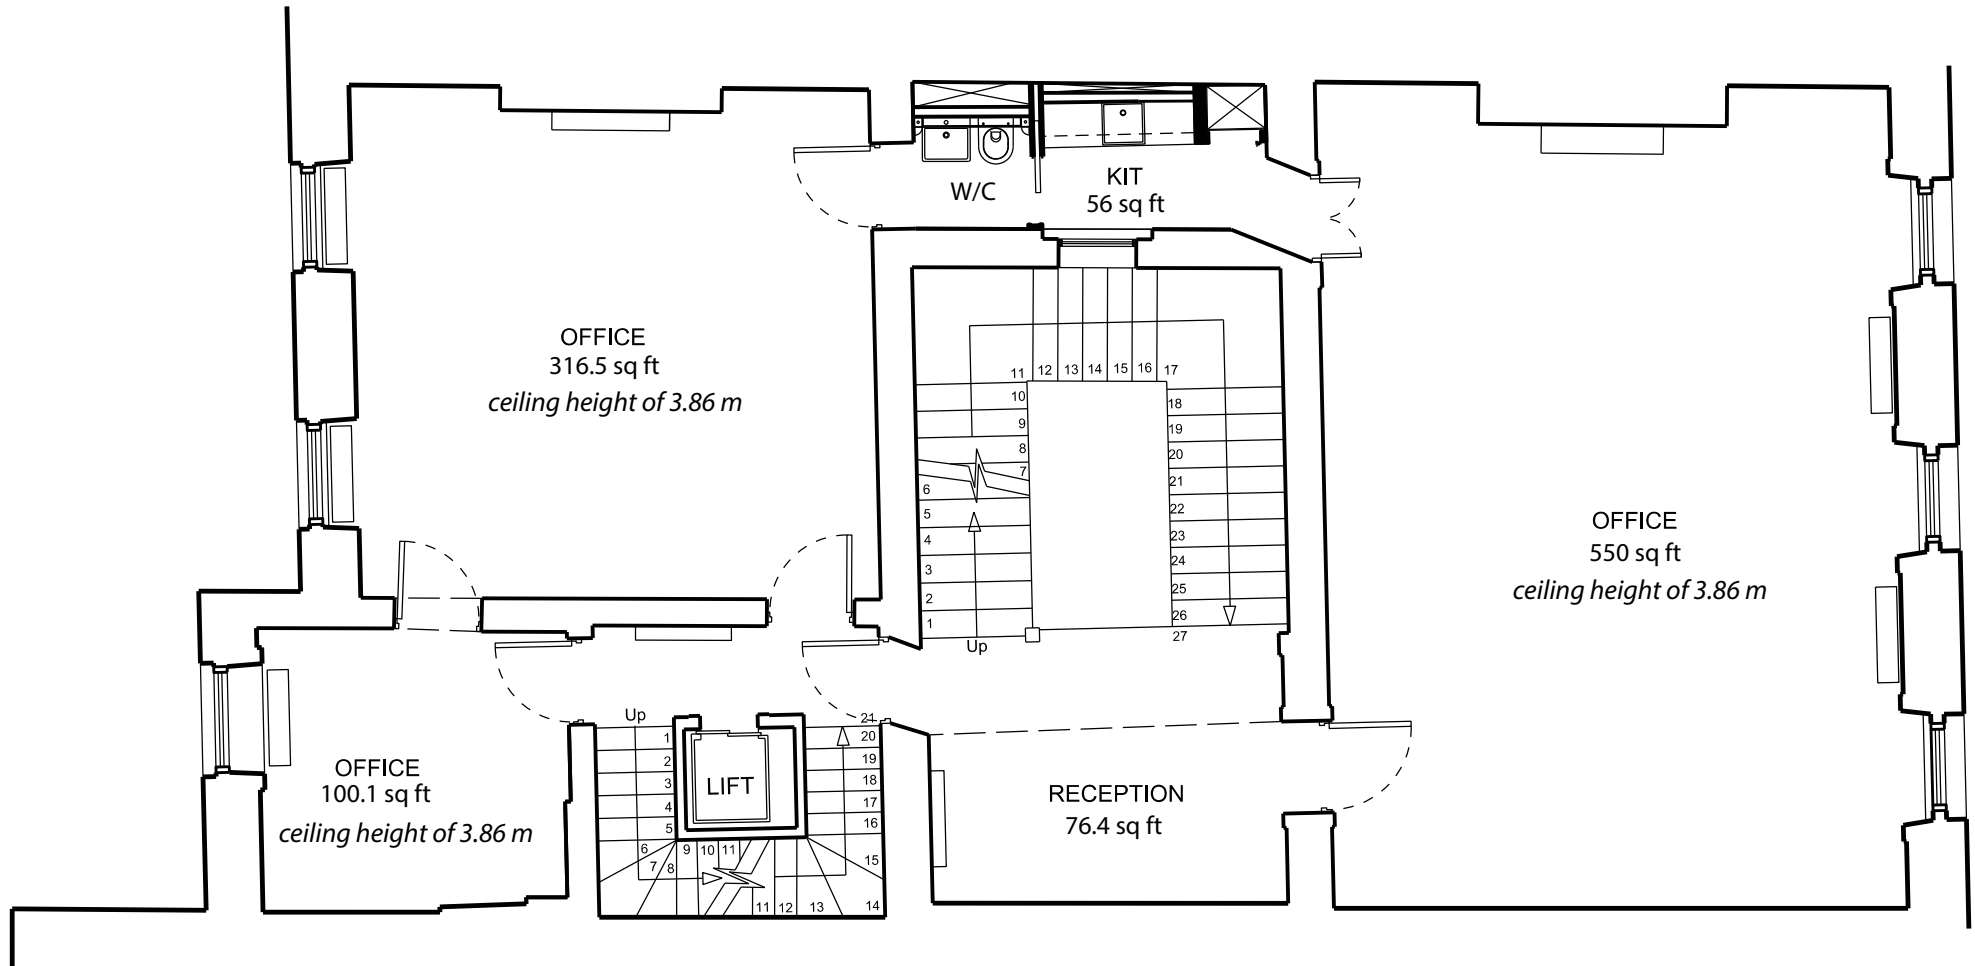 W/C
KIT
56 sq ft
OFFICE
316.5 sq ft
ceiling height of 3.86 m
11
12
13
14
15
16
17
10
9
8
7
6
5
4
3
2
1
Up
18
19
20
21
22
23
24
25
26
27
OFFICE
550 sq ft
ceiling height of 3.86 m
OFFICE
100.1 sq ft
ceiling height of 3.86 m
Up
1
2
3
4
5
6
7
8
9
10
11
LIFT
21
20
19
18
17
16
15
14
13
12
11
RECEPTION
76.4 sq ft